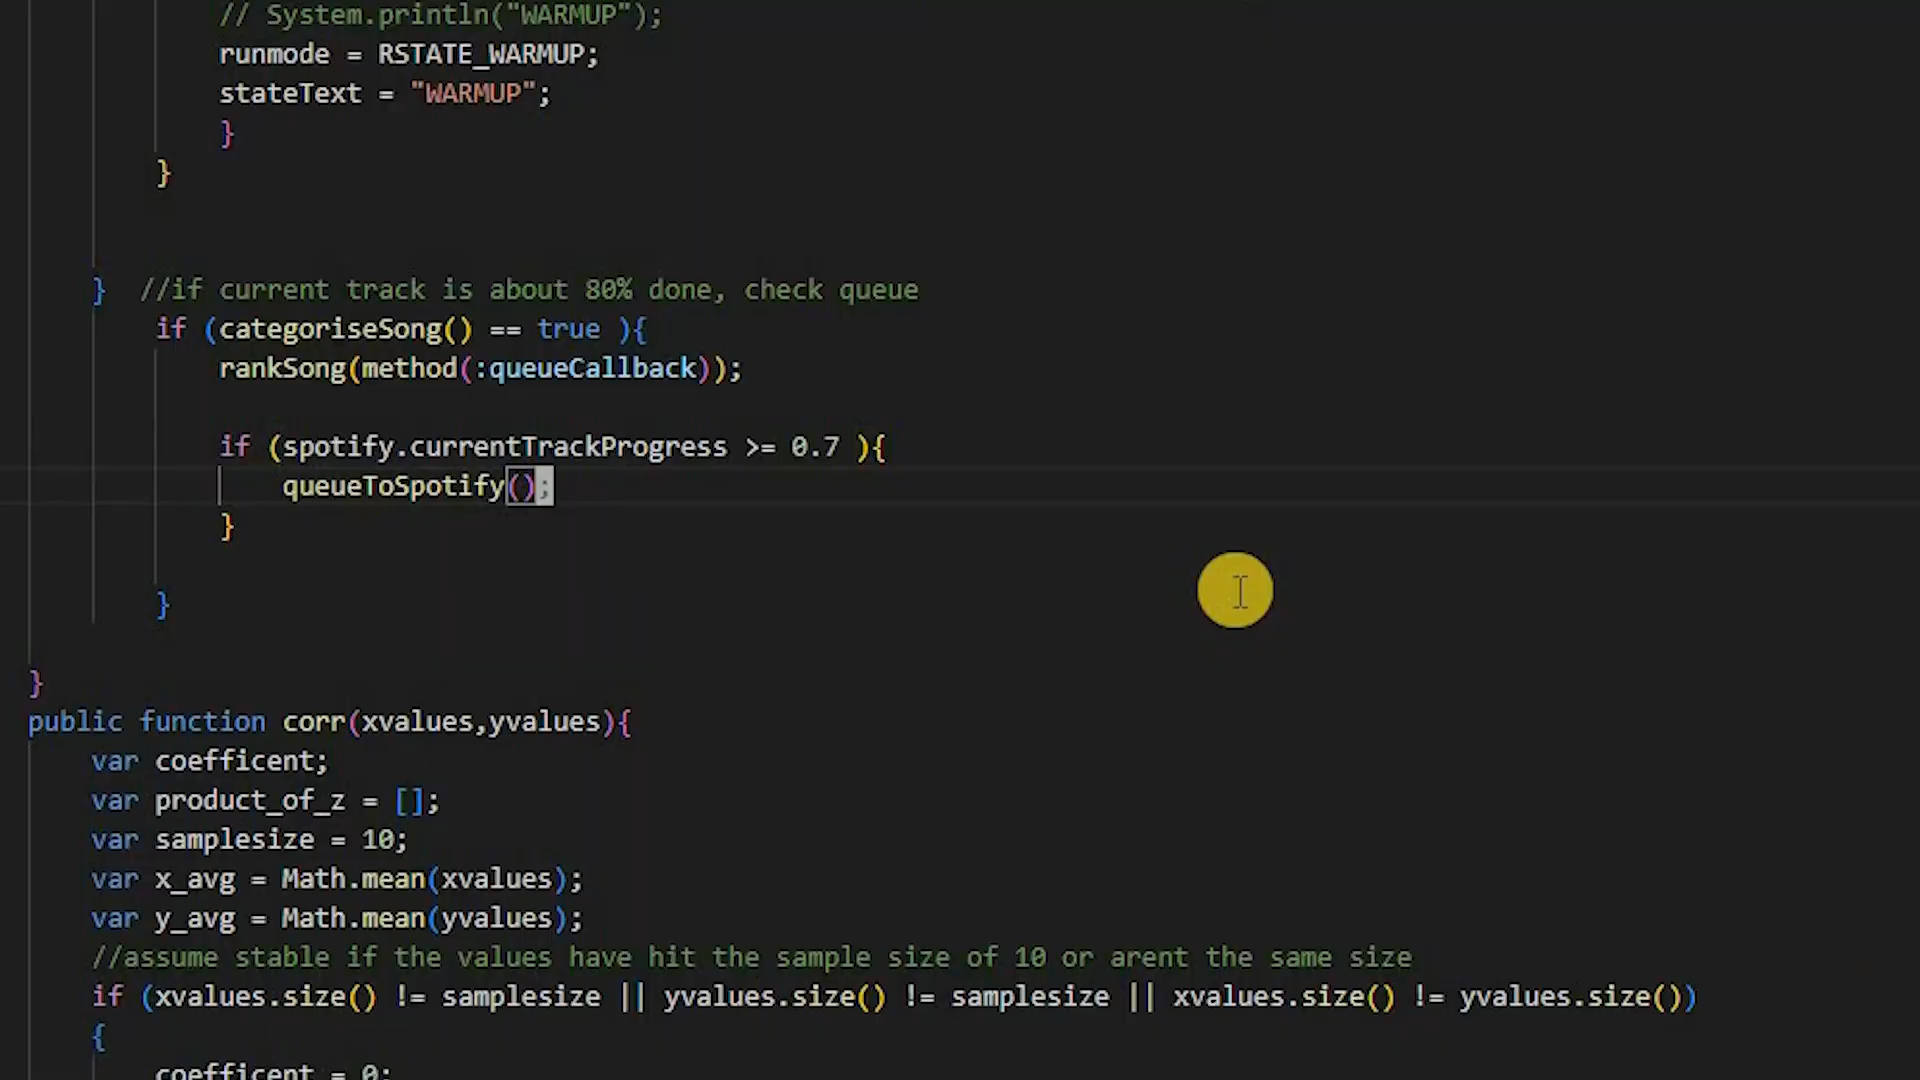 // System.println("WARMUP");
runmode = RSTATE_WARMUP;
stateText = "WARMUP";
}
}
} //if current track is about 80% done, check queue
if (categoriseSong() == true ){
rankSong(method(:queueCallback));
if (spotify.currentTrackProgress >= 0.7 ){
queueToSpotify();
}
}
}
public function corr(xvalues,yvalues){
var coefficent;
var product_of_z = [];
var samplesize = 10;
var x_avg = Math.mean(xvalues);
var y_avg = Math.mean(yvalues);
//assume stable if the values have hit the sample size of 10 or arent the same size
if (xvalues.size() != samplesize || yvalues.size() != samplesize || xvalues.size() != yvalues.size())
{
coefficent = 0;